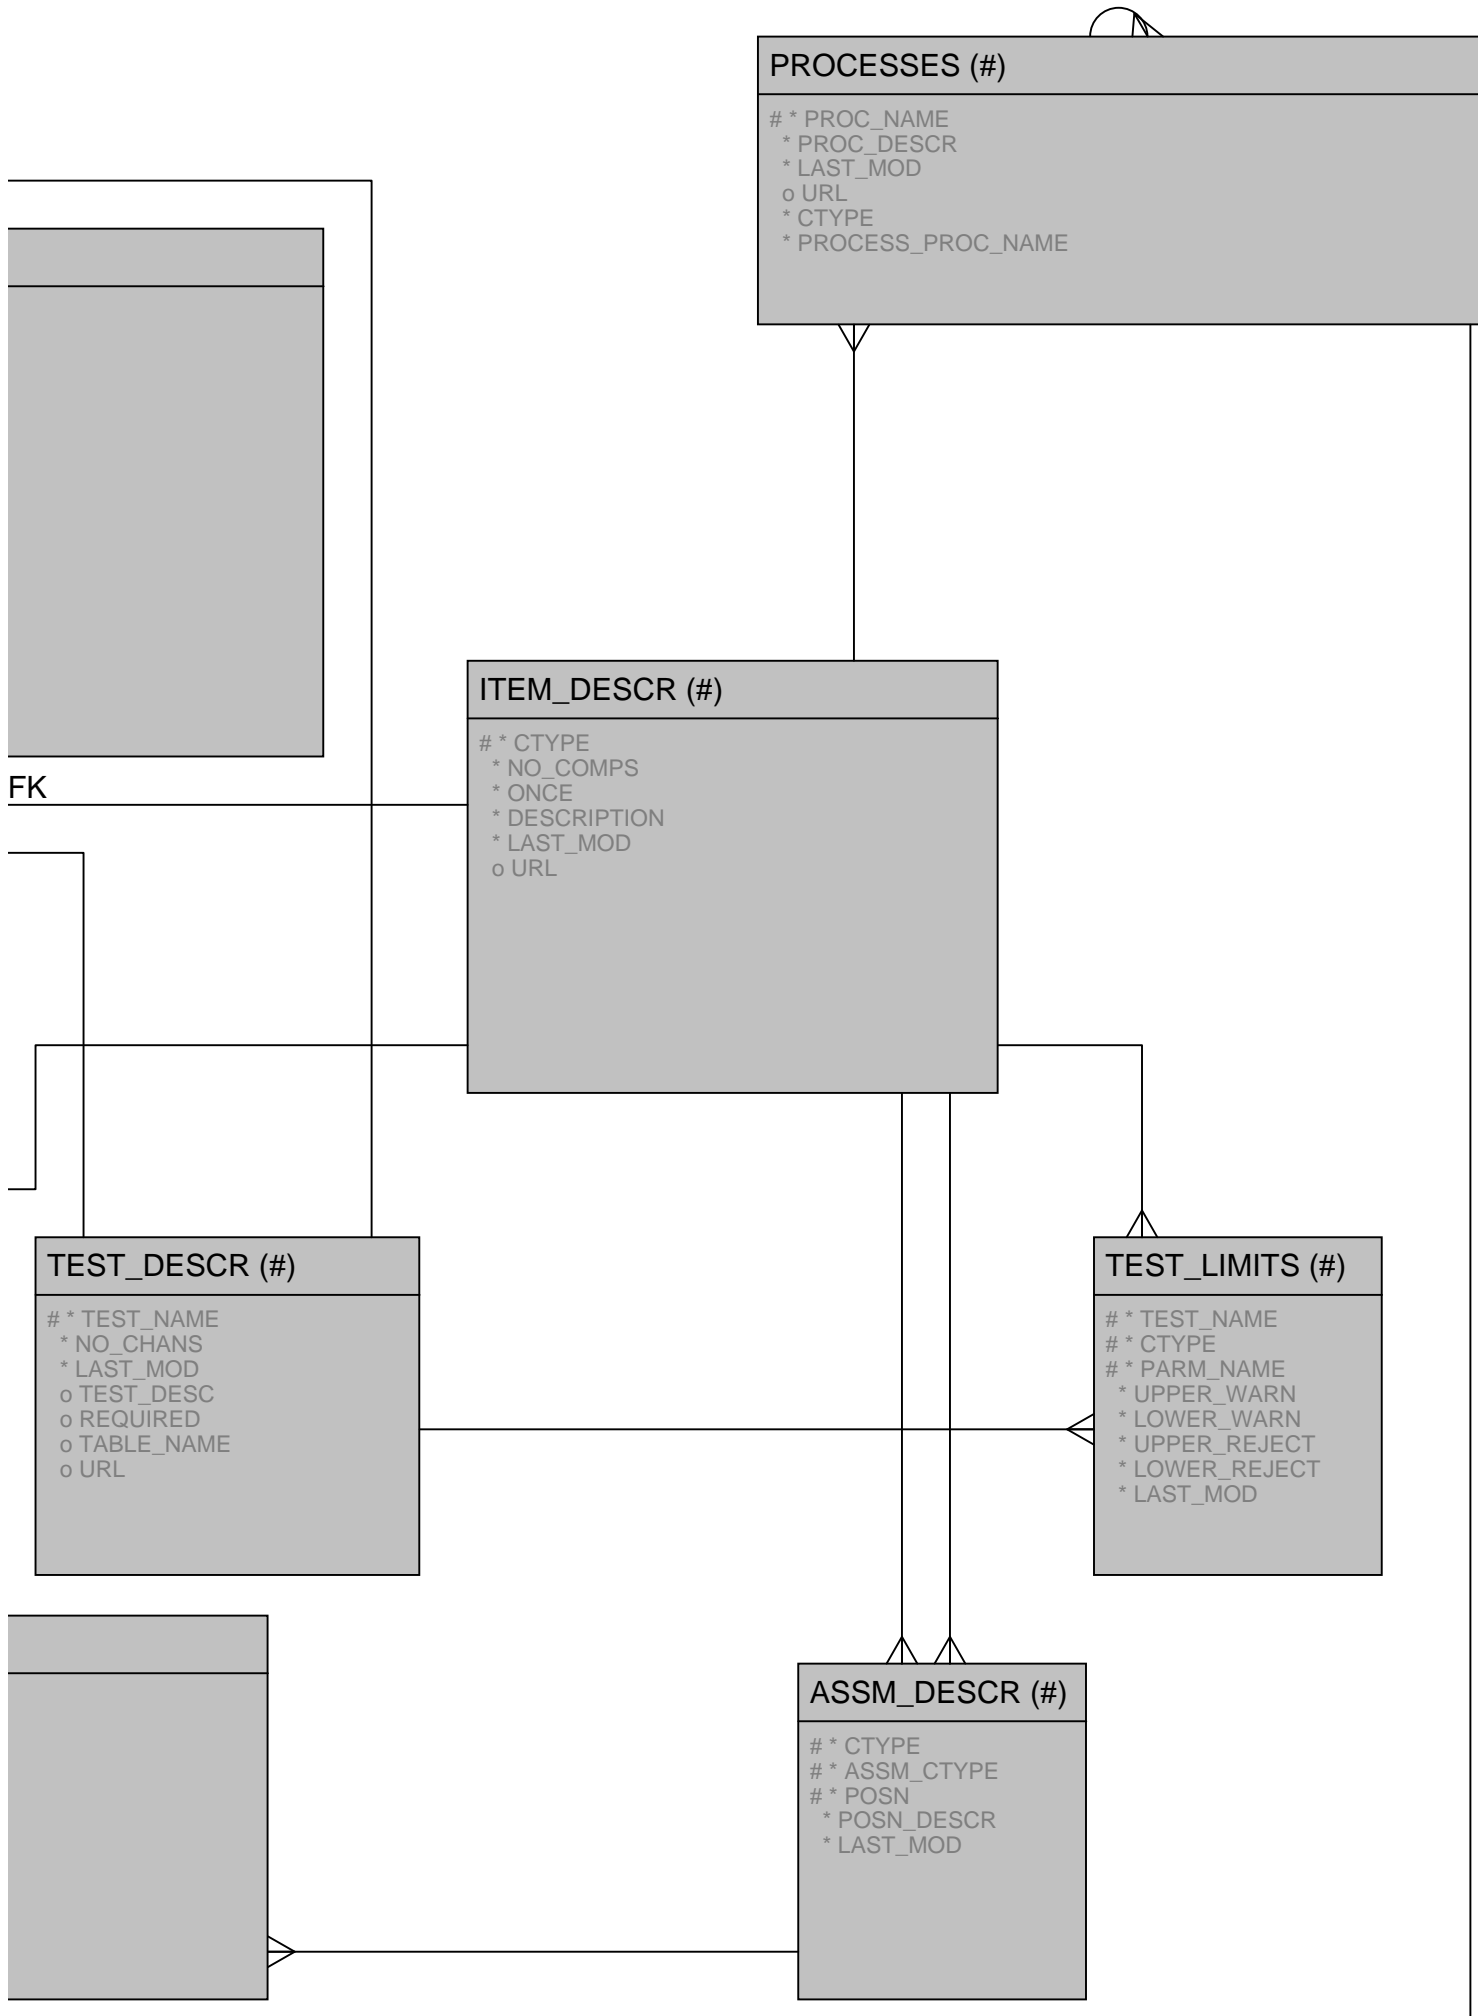 PROCESSES (#)
# * PROC_NAME
* PROC_DESCR
* LAST_MOD
o URL
* CTYPE
* PROCESS_PROC_NAME
ITEM_DESCR (#)
# * CTYPE
* NO_COMPS
* ONCE
* DESCRIPTION
* LAST_MOD
o URL
FK
TEST_DESCR (#)
# * TEST_NAME
* NO_CHANS
* LAST_MOD
o TEST_DESC
o REQUIRED
o TABLE_NAME
o URL
TEST_LIMITS (#)
# * TEST_NAME
# * CTYPE
# * PARM_NAME
* UPPER_WARN
* LOWER_WARN
* UPPER_REJECT
* LOWER_REJECT
* LAST_MOD
ASSM_DESCR (#)
# * CTYPE
# * ASSM_CTYPE
# * POSN
* POSN_DESCR
* LAST_MOD